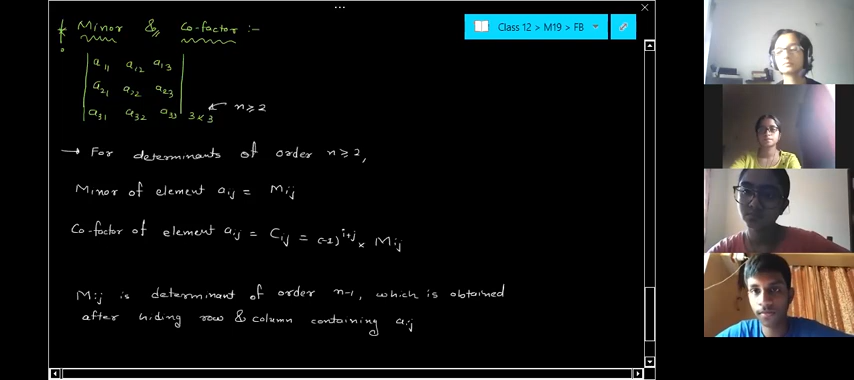 Minor & Co-factor :-
Class 12 > M19 > FB
a11 a12 a13
a21 a22 a23
a31 a32 a33 3×3 ← n≥2
→ For determinants of order n≥2,
Minor of element aij = Mij
Co-factor of element aij = Cij = (-1)^i+j × Mij
Mij is determinant of order n-1, which is obtained
after hiding row & column containing aij